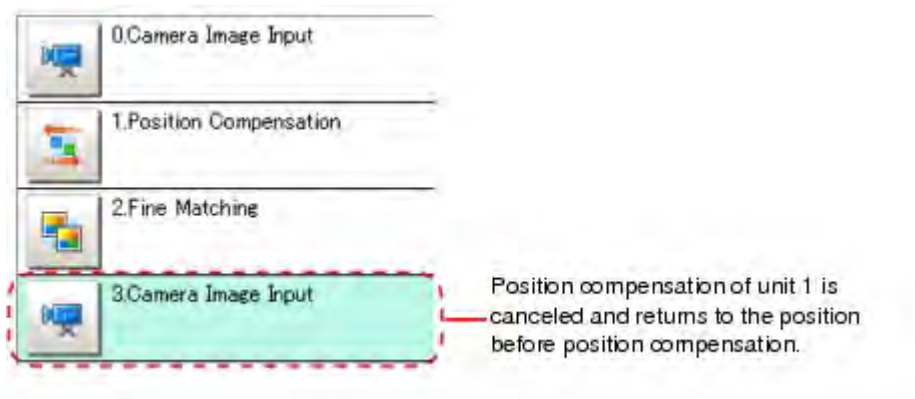 0.Camera Image Input
1.Position Compensation
2.Fine Matching
3.Camera Image Input
Position compensation of unit 1 is
canceled and returns to the position
before position compensation.